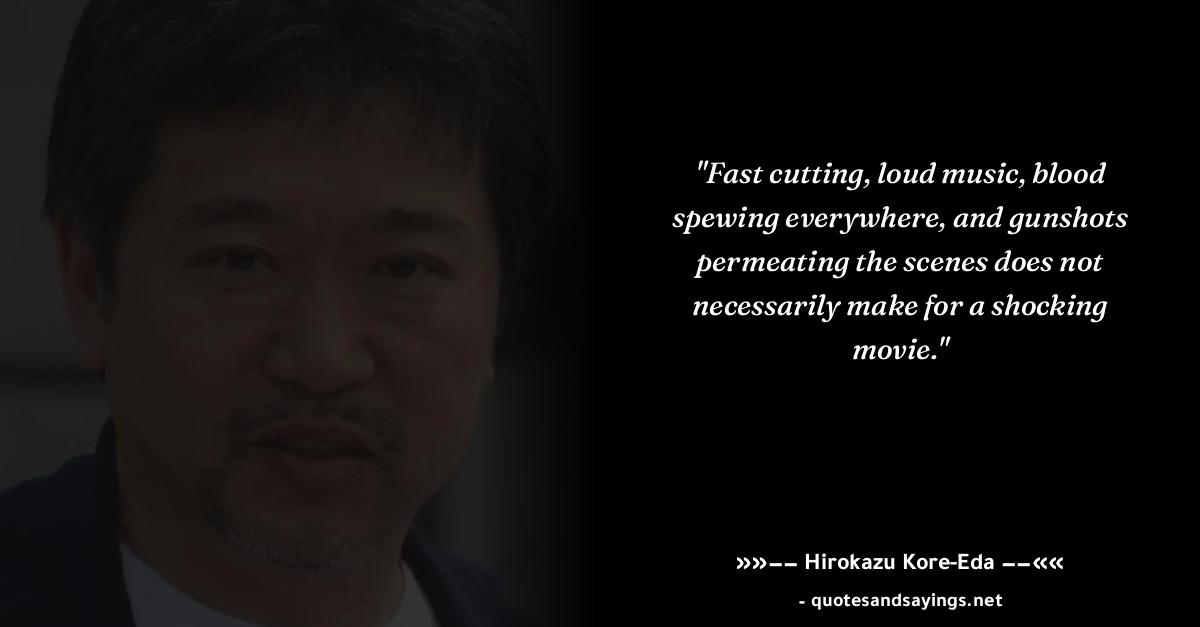 "Fast cutting, loud music, blood
spewing everywhere, and gunshots
permeating the scenes does not
necessarily make for a shocking
movie."
»»–– Hirokazu Kore-Eda ––««
- quotesandsayings.net